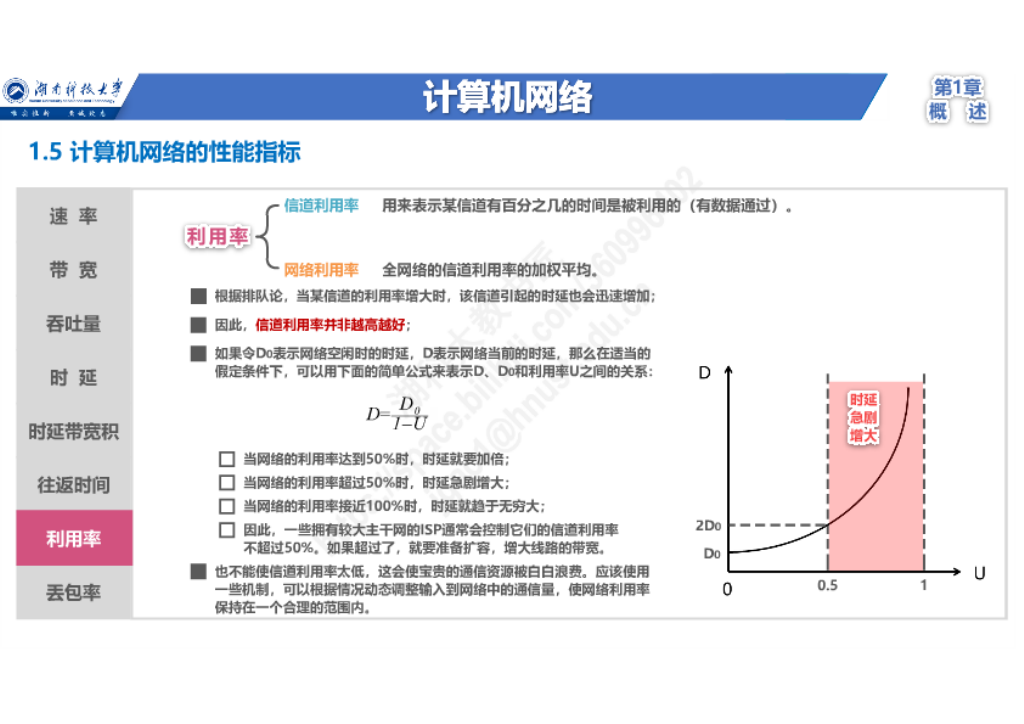 湖南科技大学
计算机网络
第1章
概 述
1.5 计算机网络的性能指标
速 率
带 宽
吞吐量
时 延
时延带宽积
往返时间
利用率
丢包率
利用率
信道利用率 用来表示某信道有百分之几的时间是被利用的（有数据通过）。
网络利用率 全网络的信道利用率的加权平均。
根据排队论，当某信道的利用率增大时，该信道引起的时延也会迅速增加；
因此，信道利用率并非越高越好；
如果令D₀表示网络空闲时的时延，D表示网络当前的时延，那么在适当的
假定条件下，可以用下面的简单公式来表示D、D₀和利用率U之间的关系：
D=D₀/(1−U)
当网络的利用率达到50%时，时延就要加倍；
当网络的利用率超过50%时，时延急剧增大；
当网络的利用率接近100%时，时延就趋于无穷大；
因此，一些拥有较大主干网的ISP通常会控制它们的信道利用率
不超过50%。如果超过了，就要准备扩容，增大线路的带宽。
也不能使信道利用率太低，这会使宝贵的通信资源被白白浪费。应该使用
一些机制，可以根据情况动态调整输入到网络中的通信量，使网络利用率
保持在一个合理的范围内。
D
时延
急剧
增大
2D₀
D₀
0
0.5
1
U